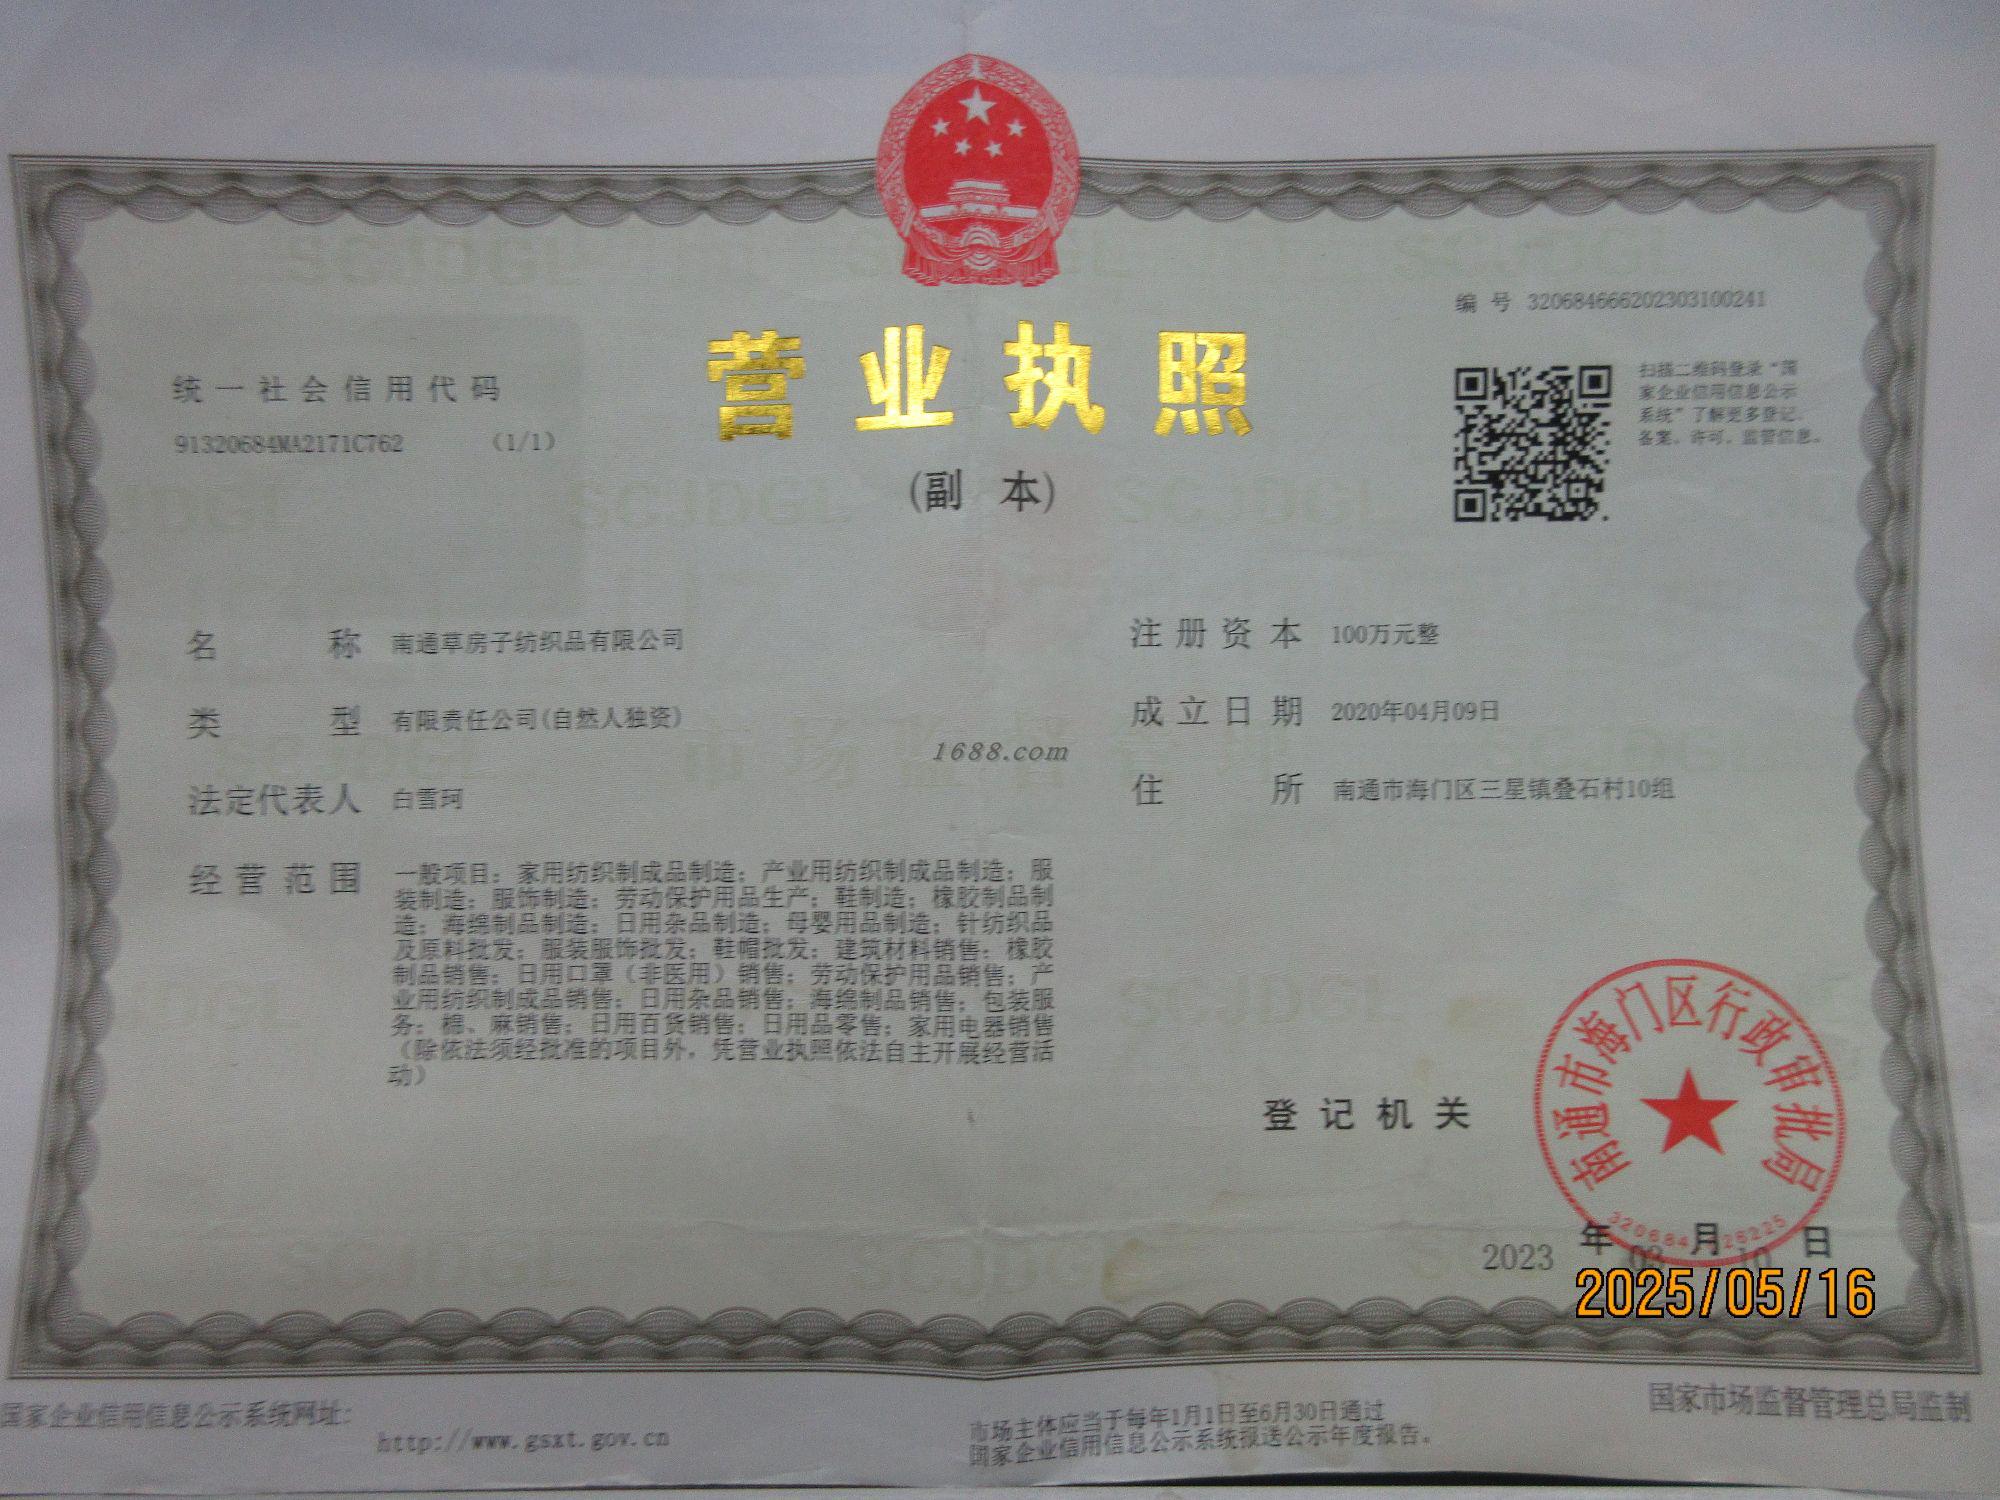 编 号 320684666202303100241
统一社会信用代码
91320684MA2171C762 (1/1)
营业执照
(副 本)
扫描二维码登录“国
家企业信用信息公示
系统”了解更多登记、
备案、许可、监管信息。
名 称 南通草房子纺织品有限公司
类 型 有限责任公司(自然人独资)
法定代表人 白雪珂
经营范围 一般项目：家用纺织制成品制造；产业用纺织制成品制造；服
装制造；服饰制造；劳动保护用品生产；鞋制造；橡胶制品制
造；海绵制品制造；日用杂品制造；母婴用品制造；针纺织品
及原料批发；服装服饰批发；鞋帽批发；建筑材料销售；橡胶
制品销售；日用口罩（非医用）销售；劳动保护用品销售；产
业用纺织制成品销售；日用杂品销售；海绵制品销售；包装服
务；棉、麻销售；日用百货销售；日用品零售；家用电器销售
（除依法须经批准的项目外，凭营业执照依法自主开展经营活
动）
注册资本 100万元整
成立日期 2020年04月09日
住 所 南通市海门区三星镇叠石村10组
1688.com
登记机关
南通市海门区行政审批局
2023 年 03 月 10 日
2025/05/16
国家企业信用信息公示系统网址：
http://www.gsxt.gov.cn
市场主体应当于每年1月1日至6月30日通过
国家企业信用信息公示系统报送公示年度报告。
国家市场监督管理总局监制